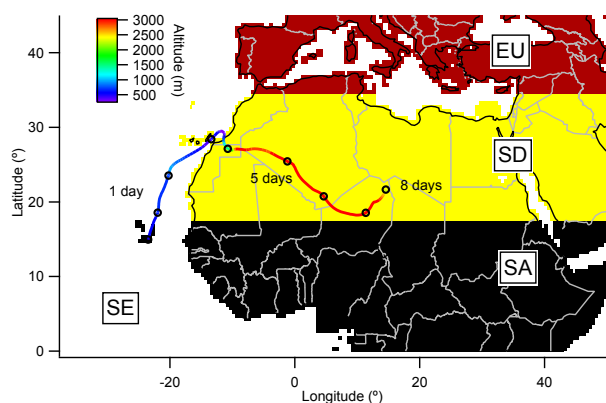 3000
2500
2000
1500
1000
500
Altitude (m)
EU
SD
SA
SE
1 day
5 days
8 days
40
30
20
10
0
Latitude (º)
-20
0
20
40
Longitude (º)